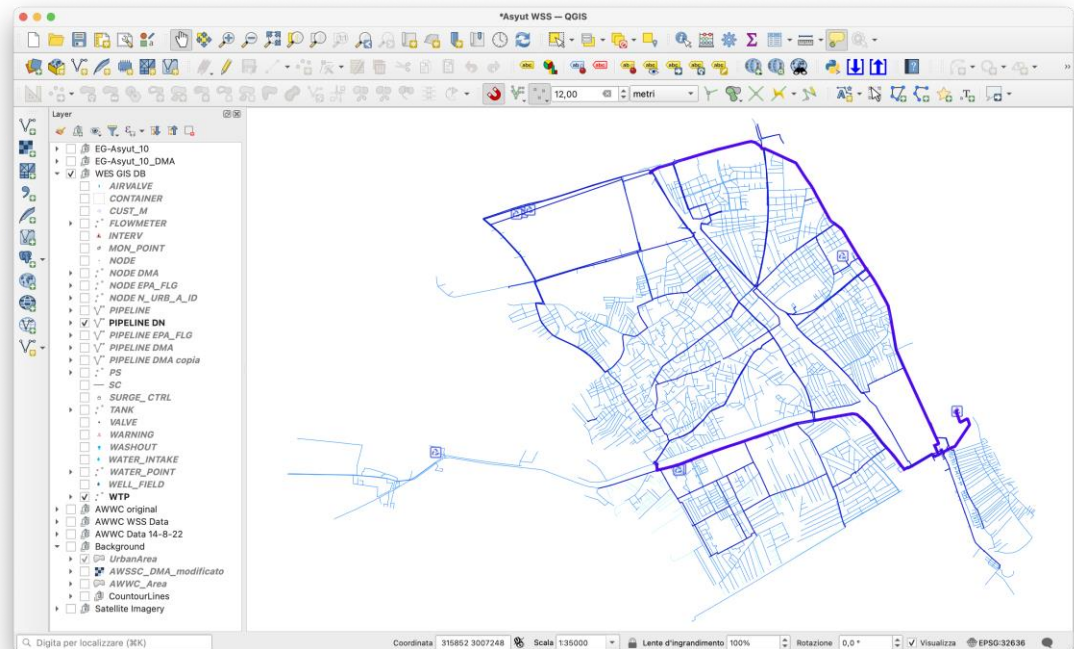 *Asyut WSS — QGIS
12,00
metri
Layer
EG-Asyut_10
EG-Asyut_10_DMA
WES GIS DB
AIRVALVE
CONTAINER
CUST_M
FLOWMETER
INTERV
MON_POINT
NODE
NODE DMA
NODE EPA_FLG
NODE N_URB_A_ID
PIPELINE
PIPELINE DN
PIPELINE EPA_FLG
PIPELINE DMA
PIPELINE DMA copia
PS
SC
SURGE_CTRL
TANK
VALVE
WARNING
WASHOUT
WATER_INTAKE
WATER_POINT
WELL_FIELD
WTP
AWWC original
AWWC WSS Data
AWWC Data 14-8-22
Background
UrbanArea
AWSSC_DMA_modificato
AWWC_Area
CountourLines
Satellite Imagery
Digita per localizzare (⌘K) Coordinata 315852 3007248 Scala 1:35000 Lente d'ingrandimento 100% Rotazione 0,0° Visualizza EPSG:32636